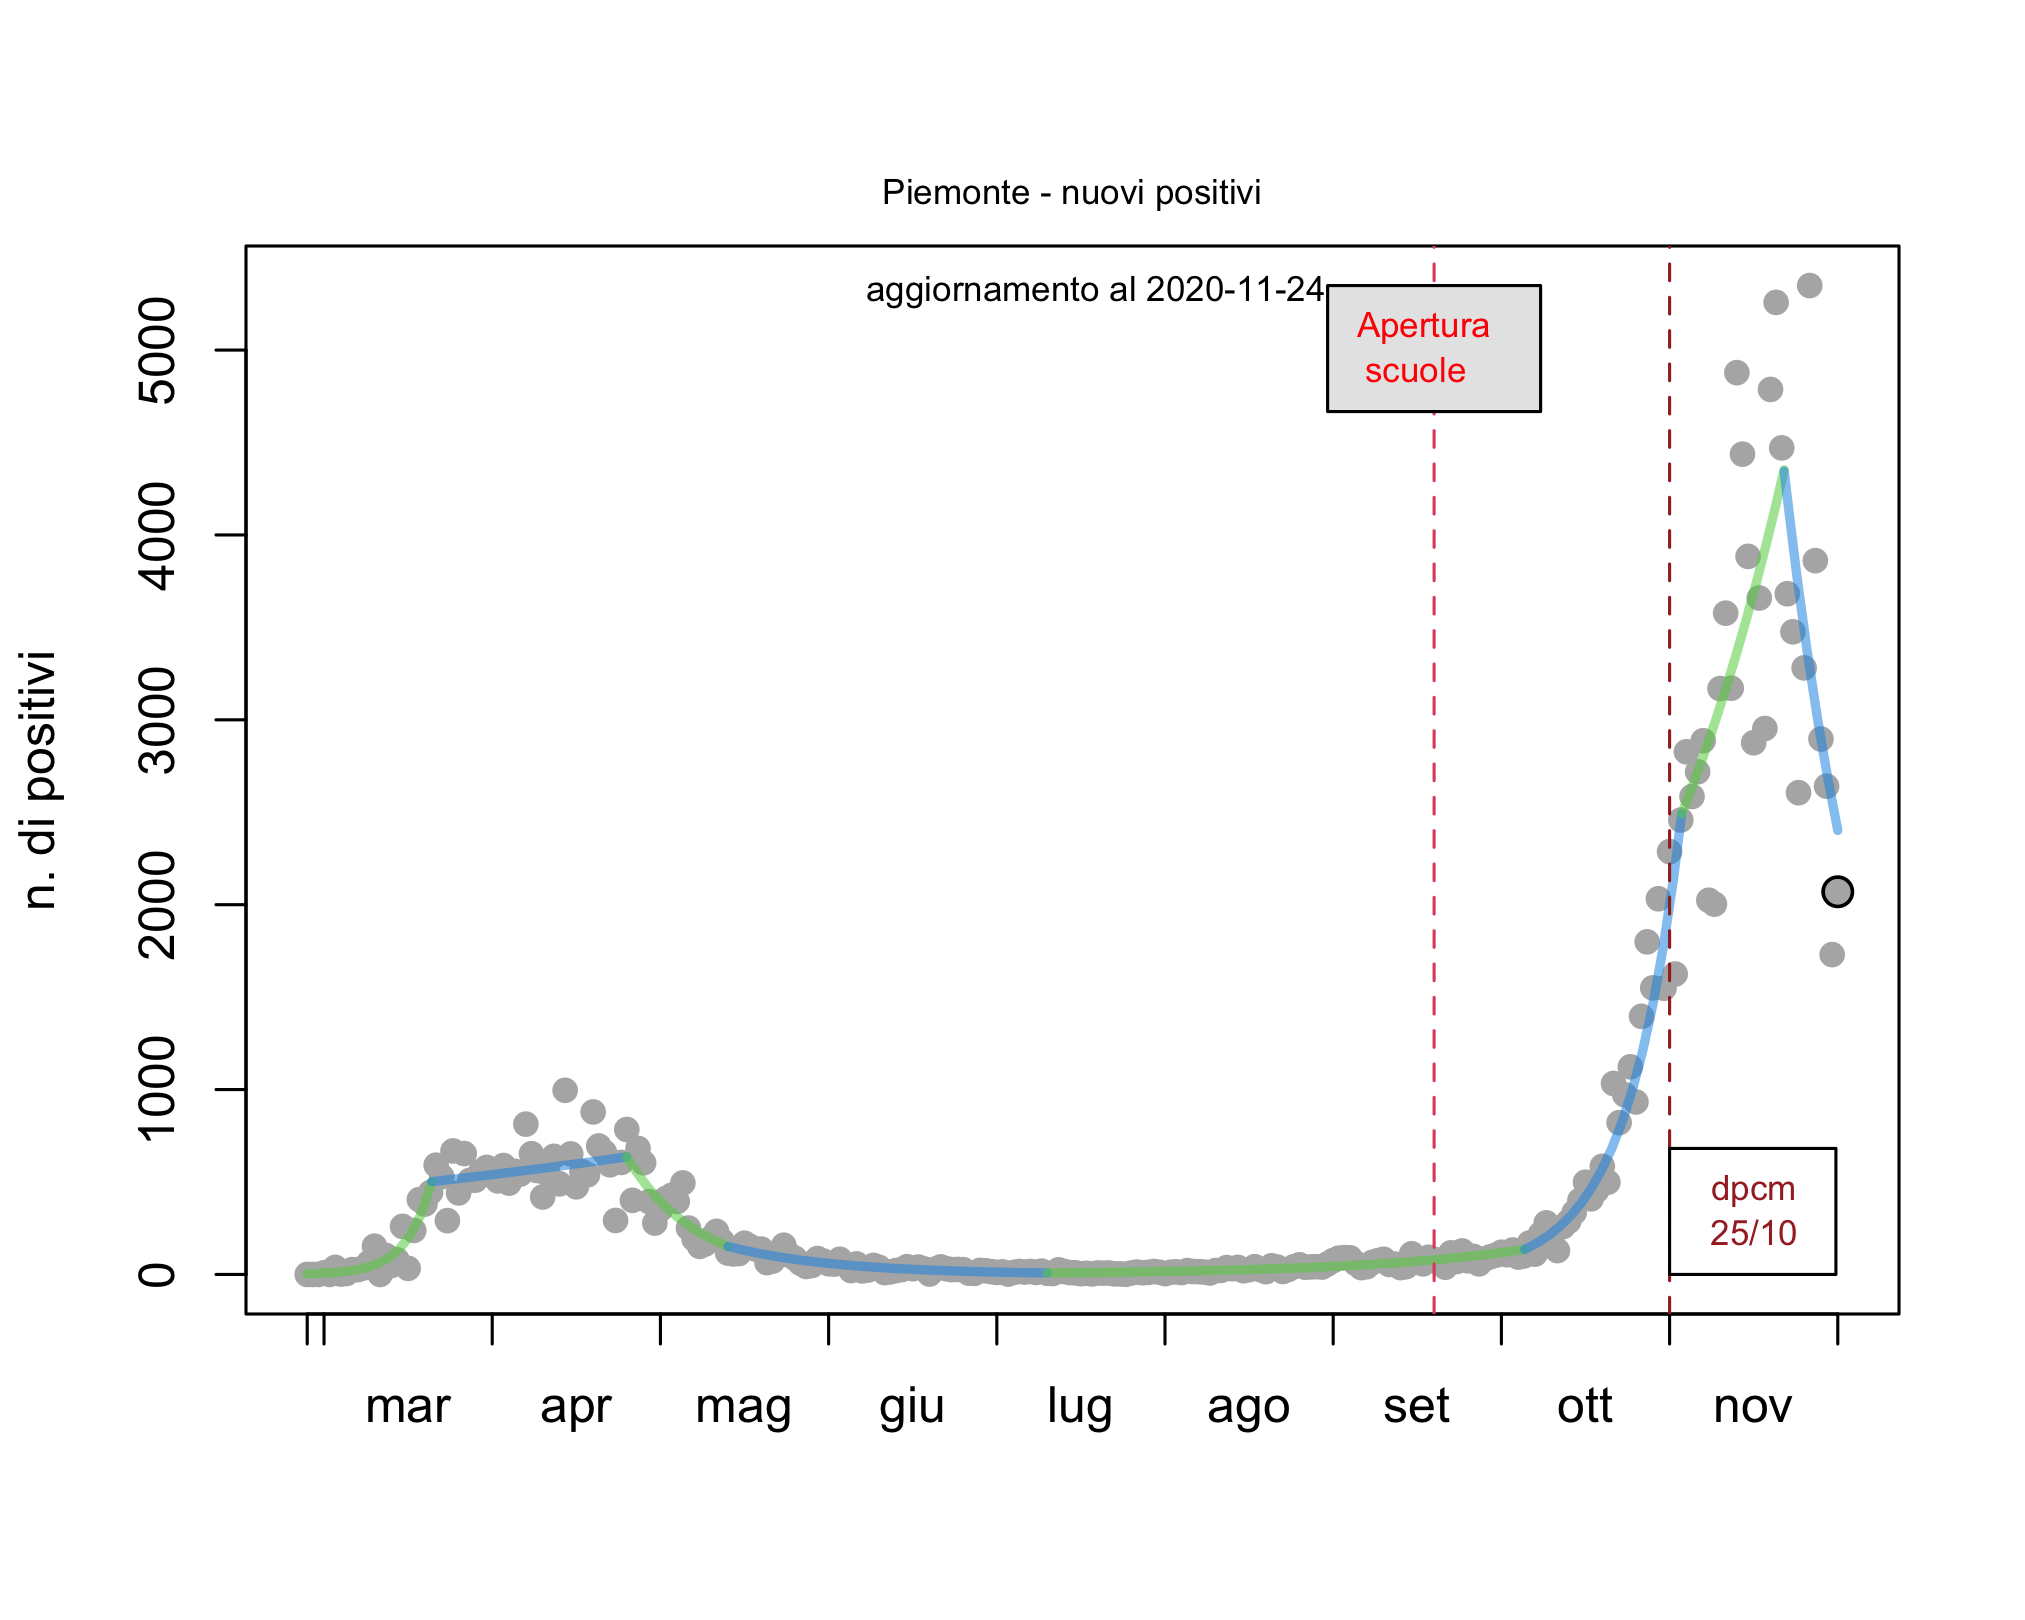 Piemonte - nuovi positivi
aggiornamento al 2020-11-24
Apertura
scuole
n. di positivi
5000
4000
3000
2000
1000
0
dpcm
25/10
mar apr mag giu lug ago set ott nov